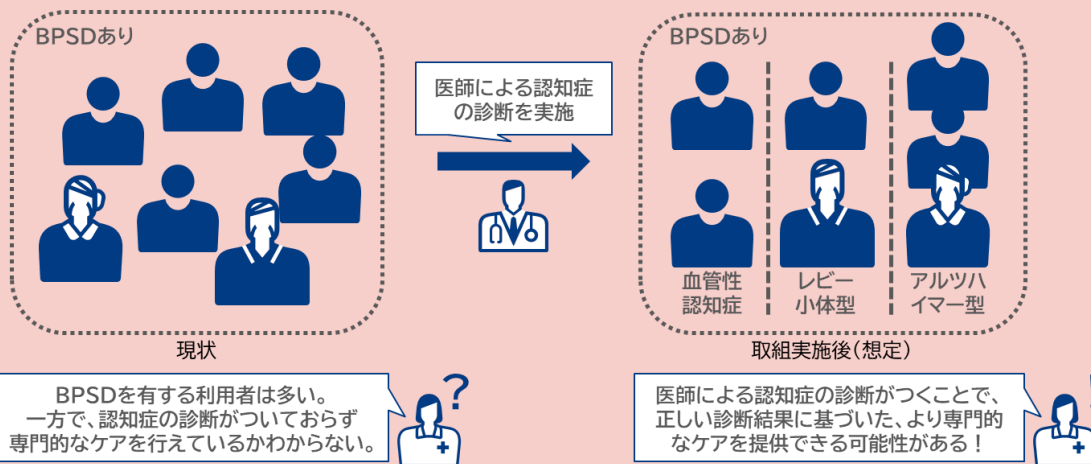 BPSDあり
医師による認知症
の診断を実施
BPSDあり
血管性
認知症
レビー
小体型
アルツハ
イマー型
現状
取組実施後(想定)
BPSDを有する利用者は多い。
一方で、認知症の診断がついておらず
専門的なケアを行えているかわからない。
?
医師による認知症の診断がつくことで、
正しい診断結果に基づいた、より専門的
なケアを提供できる可能性がある!